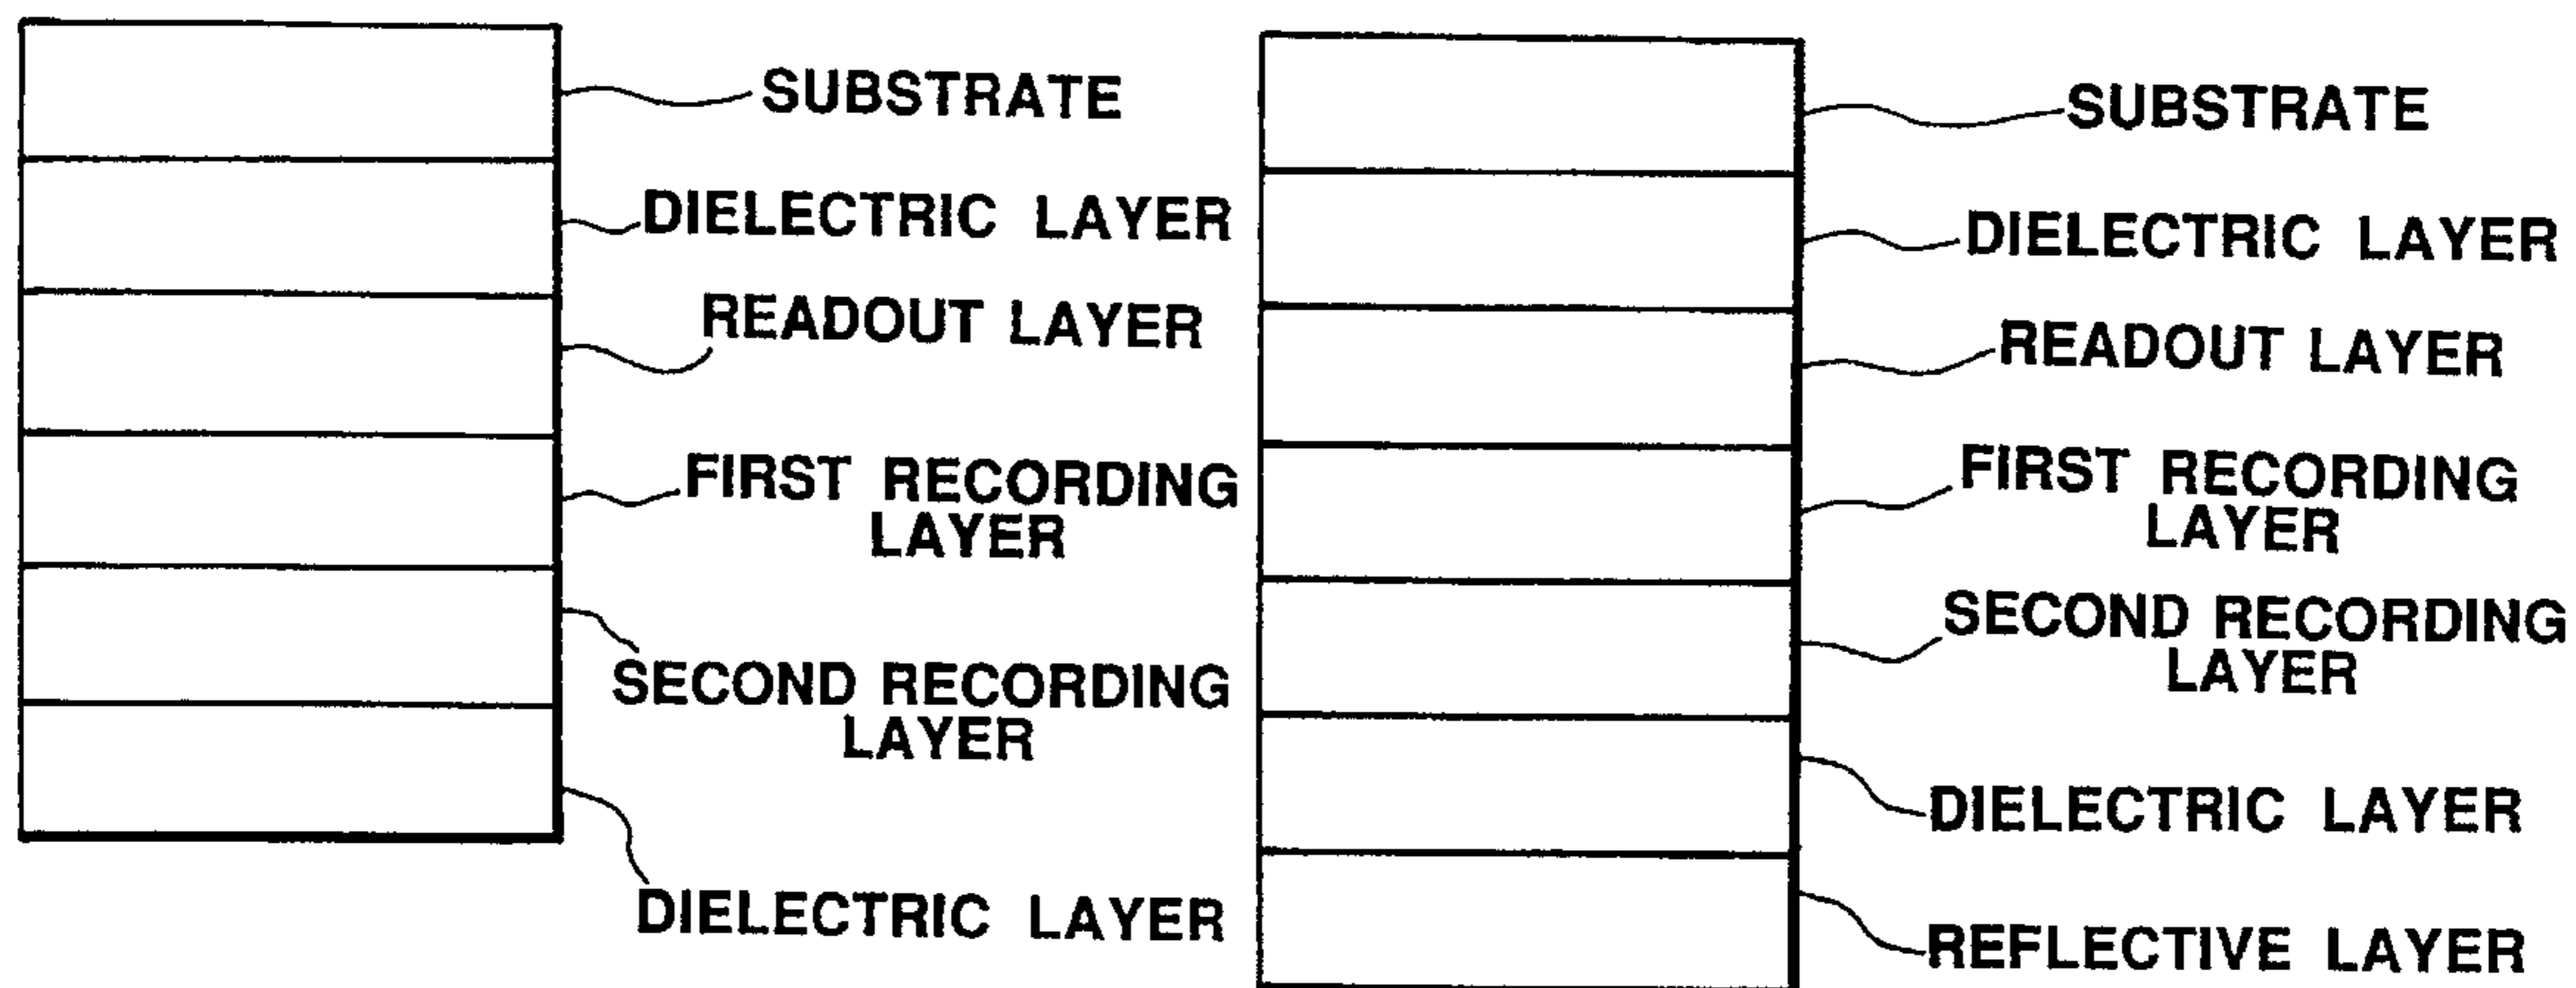 SUBSTRATE
DIELECTRIC LAYER
READOUT LAYER
FIRST RECORDING
LAYER
SECOND RECORDING
LAYER
DIELECTRIC LAYER
SUBSTRATE
DIELECTRIC LAYER
READOUT LAYER
FIRST RECORDING
LAYER
SECOND RECORDING
LAYER
DIELECTRIC LAYER
REFLECTIVE LAYER